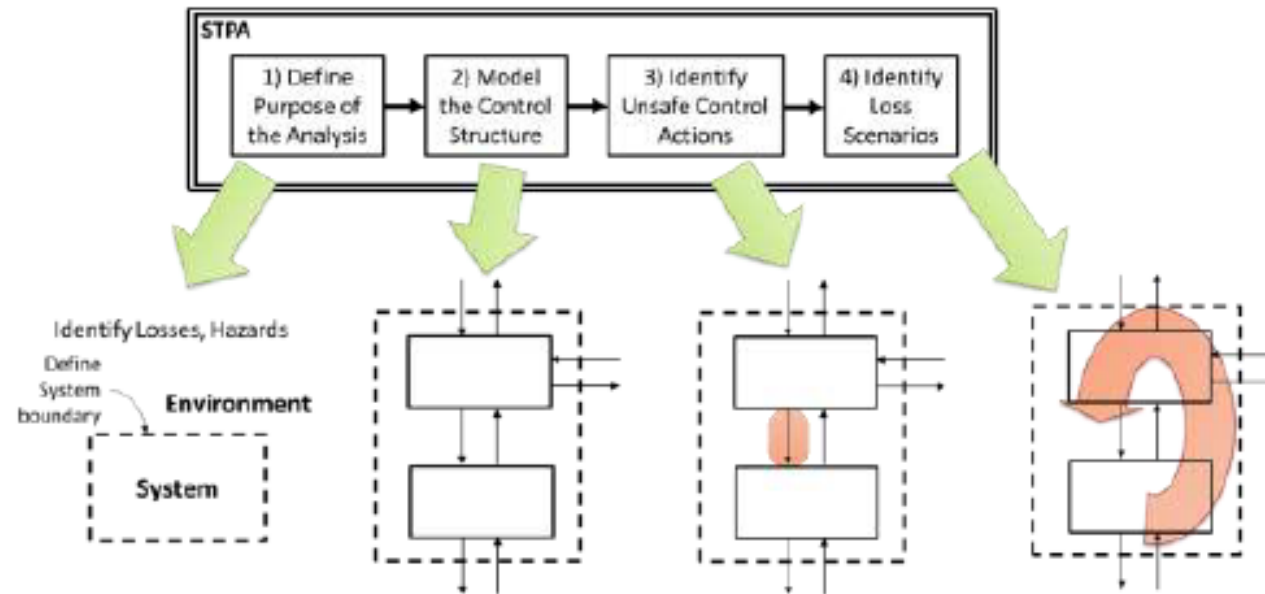 STPA
1) Define
Purpose of
the Analysis
2) Model
the Control
Structure
3) Identify
Unsafe Control
Actions
4) Identify
Loss
Scenarios
Identify Losses, Hazards
Define
System
boundary
Environment
System